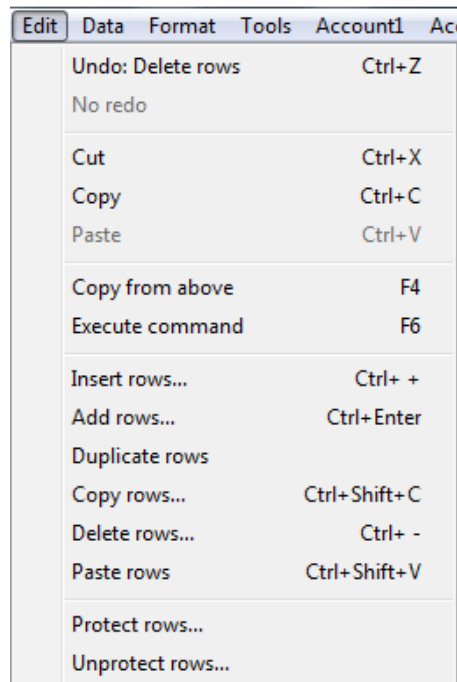 Edit Data Format Tools Account1 Ac
Undo: Delete rows Ctrl+Z
No redo
Cut Ctrl+X
Copy Ctrl+C
Paste Ctrl+V
Copy from above F4
Execute command F6
Insert rows... Ctrl+ +
Add rows... Ctrl+Enter
Duplicate rows
Copy rows... Ctrl+Shift+C
Delete rows... Ctrl+ -
Paste rows Ctrl+Shift+V
Protect rows...
Unprotect rows...